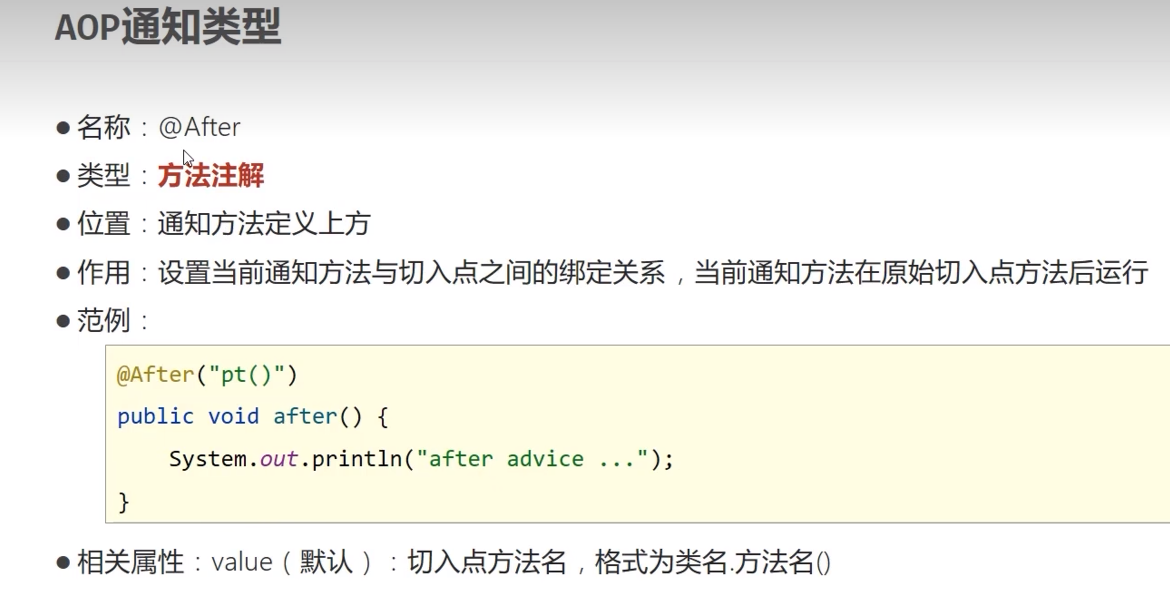 AOP通知类型
● 名称：@After
● 类型：方法注解
● 位置：通知方法定义上方
● 作用：设置当前通知方法与切入点之间的绑定关系，当前通知方法在原始切入点方法后运行
● 范例：
@After("pt()")
public void after() {
    System.out.println("after advice ...");
}
● 相关属性：value（默认）：切入点方法名，格式为类名.方法名()